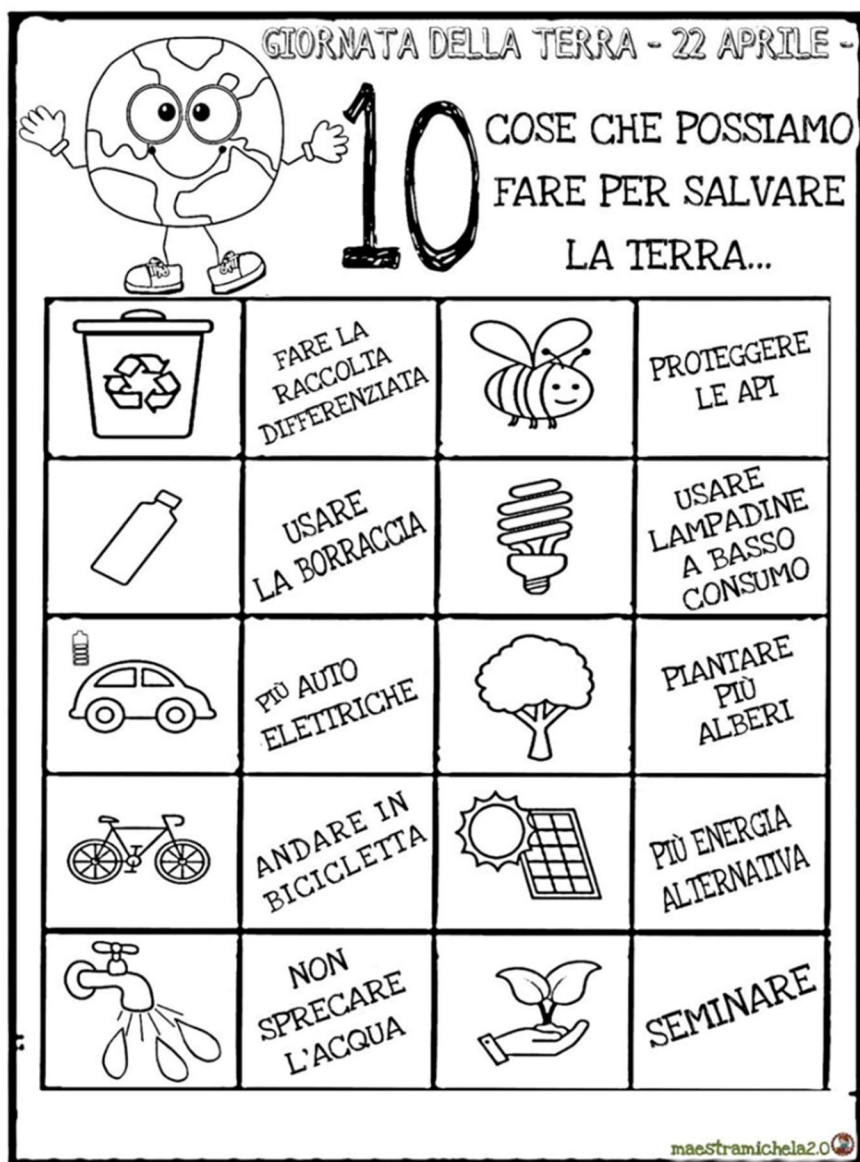 GIORNATA DELLA TERRA - 22 APRILE -
10
COSE CHE POSSIAMO
FARE PER SALVARE
LA TERRA...
FARE LA
RACCOLTA
DIFFERENZIATA
PROTEGGERE
LE API
USARE
LA BORRACCIA
USARE
LAMPADINE
A BASSO
CONSUMO
PIÙ AUTO
ELETTRICHE
PIANTARE
PIÙ
ALBERI
ANDARE IN
BICICLETTA
PIÙ ENERGIA
ALTERNATIVA
NON
SPRECARE
L'ACQUA
SEMINARE
maestramichela2.0